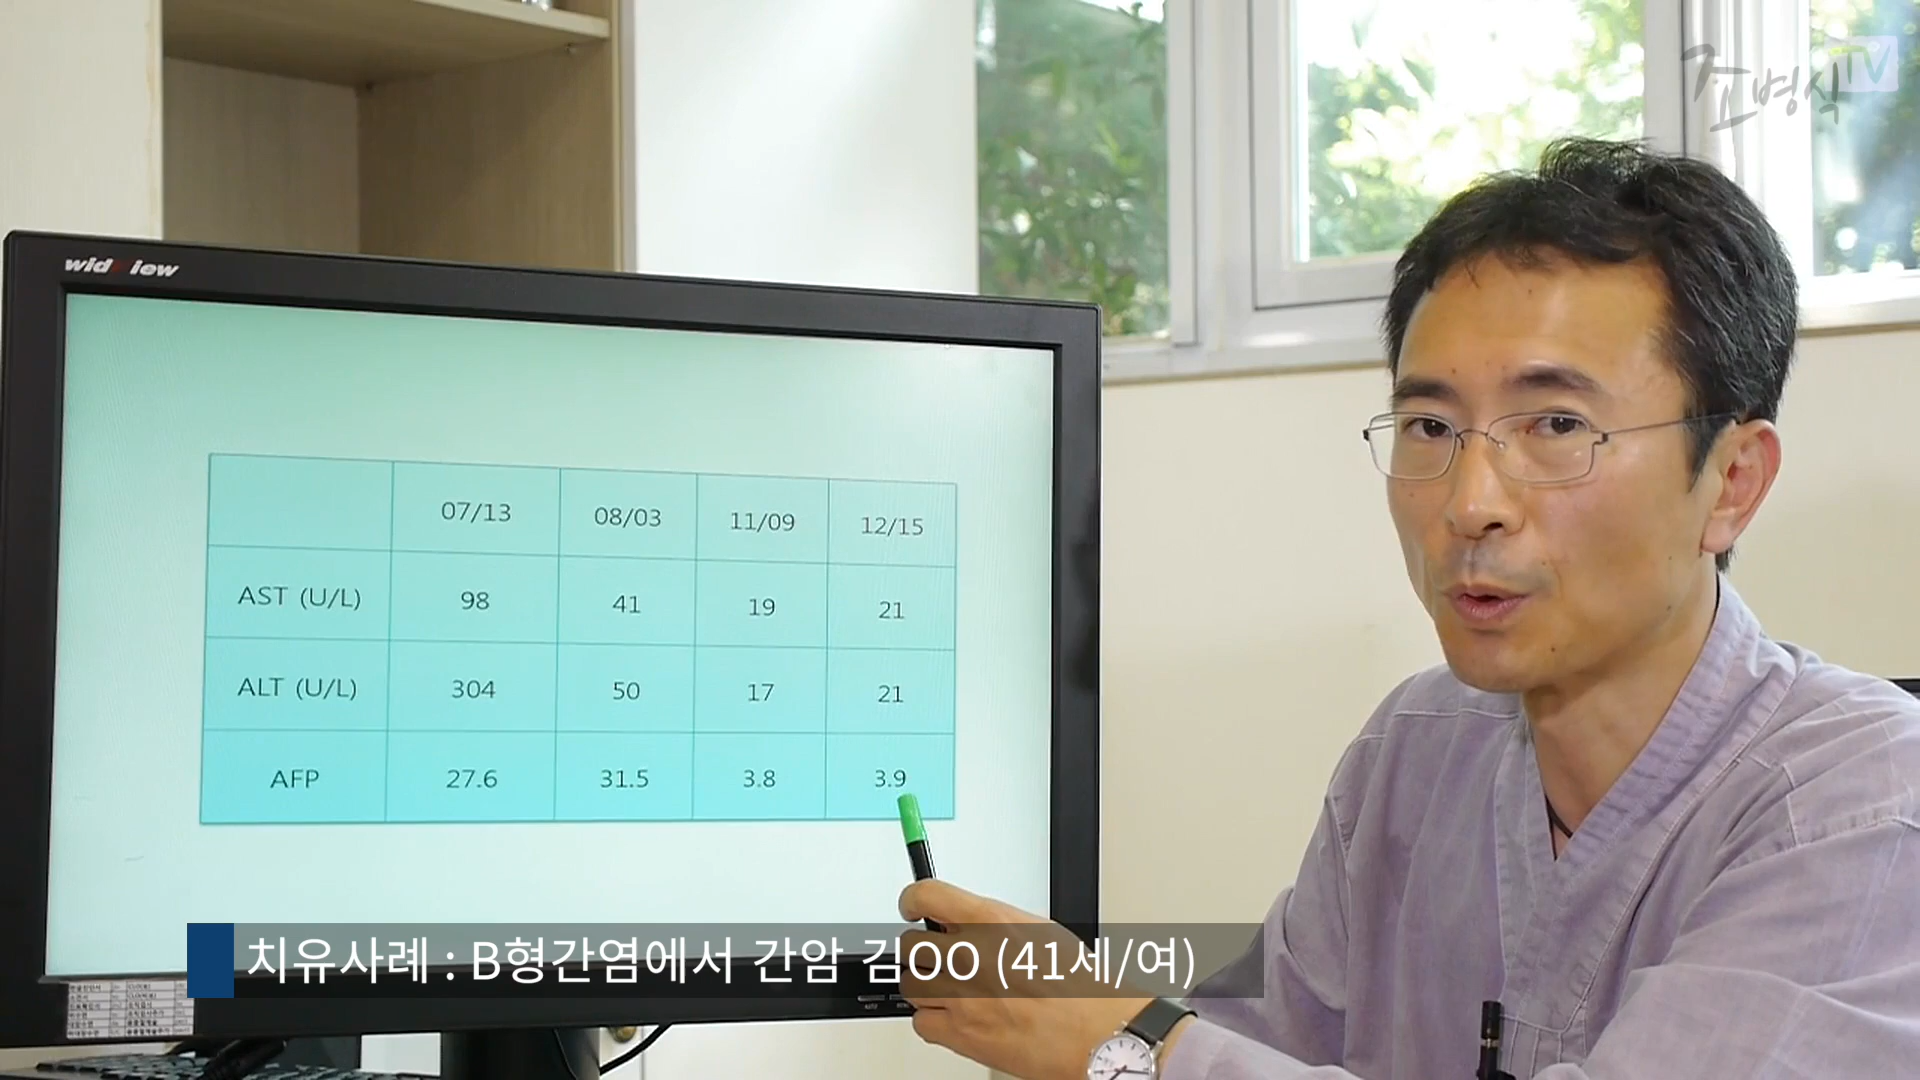 조병식TV
wid view
07/13 08/03 11/09 12/15
AST (U/L) 98 41 19 21
ALT (U/L) 304 50 17 21
AFP 27.6 31.5 3.8 3.9
치유사례 : B형간염에서 간암 김OO (41세/여)